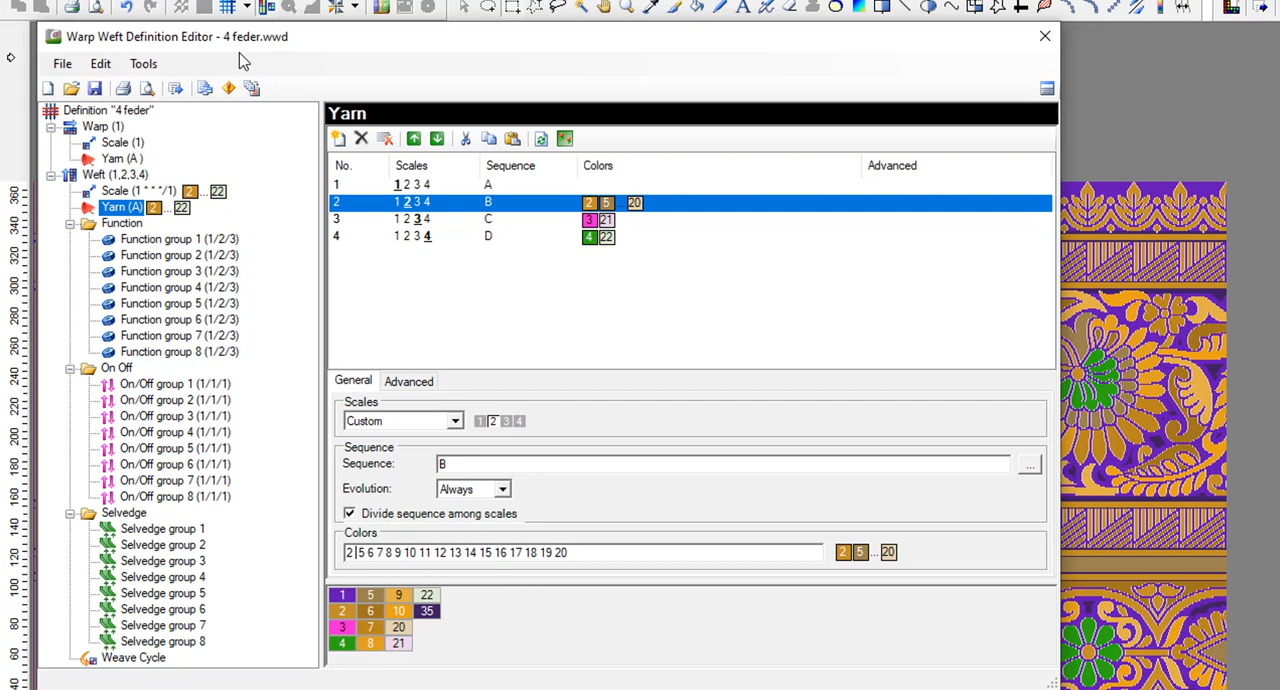 Warp Weft Definition Editor - 4 feder.wwd
File Edit Tools
Definition "4 feder"
Warp (1)
Scale (1)
Yarn (A )
Weft (1,2,3,4)
Scale (1 * * */1) 2 ... 22
Yarn (A) 2 ... 22
Function
Function group 1 (1/2/3)
Function group 2 (1/2/3)
Function group 3 (1/2/3)
Function group 4 (1/2/3)
Function group 5 (1/2/3)
Function group 6 (1/2/3)
Function group 7 (1/2/3)
Function group 8 (1/2/3)
On Off
On/Off group 1 (1/1/1)
On/Off group 2 (1/1/1)
On/Off group 3 (1/1/1)
On/Off group 4 (1/1/1)
On/Off group 5 (1/1/1)
On/Off group 6 (1/1/1)
On/Off group 7 (1/1/1)
On/Off group 8 (1/1/1)
Selvedge
Selvedge group 1
Selvedge group 2
Selvedge group 3
Selvedge group 4
Selvedge group 5
Selvedge group 6
Selvedge group 7
Selvedge group 8
Weave Cycle
Yarn
No. Scales Sequence Colors Advanced
1 1 2 3 4 A
2 1 2 3 4 B 2 5 ... 20
3 1 2 3 4 C 3 21
4 1 2 3 4 D 4 22
General Advanced
Scales
Custom 1 2 3 4
Sequence
Sequence: B ...
Evolution: Always
Divide sequence among scales
Colors
2 5 6 7 8 9 10 11 12 13 14 15 16 17 18 19 20 2 5 ... 20
1 5 9 22
2 6 10 35
3 7 20
4 8 21
360
340
320
300
280
260
240
220
200
180
160
140
120
100
80
60
40